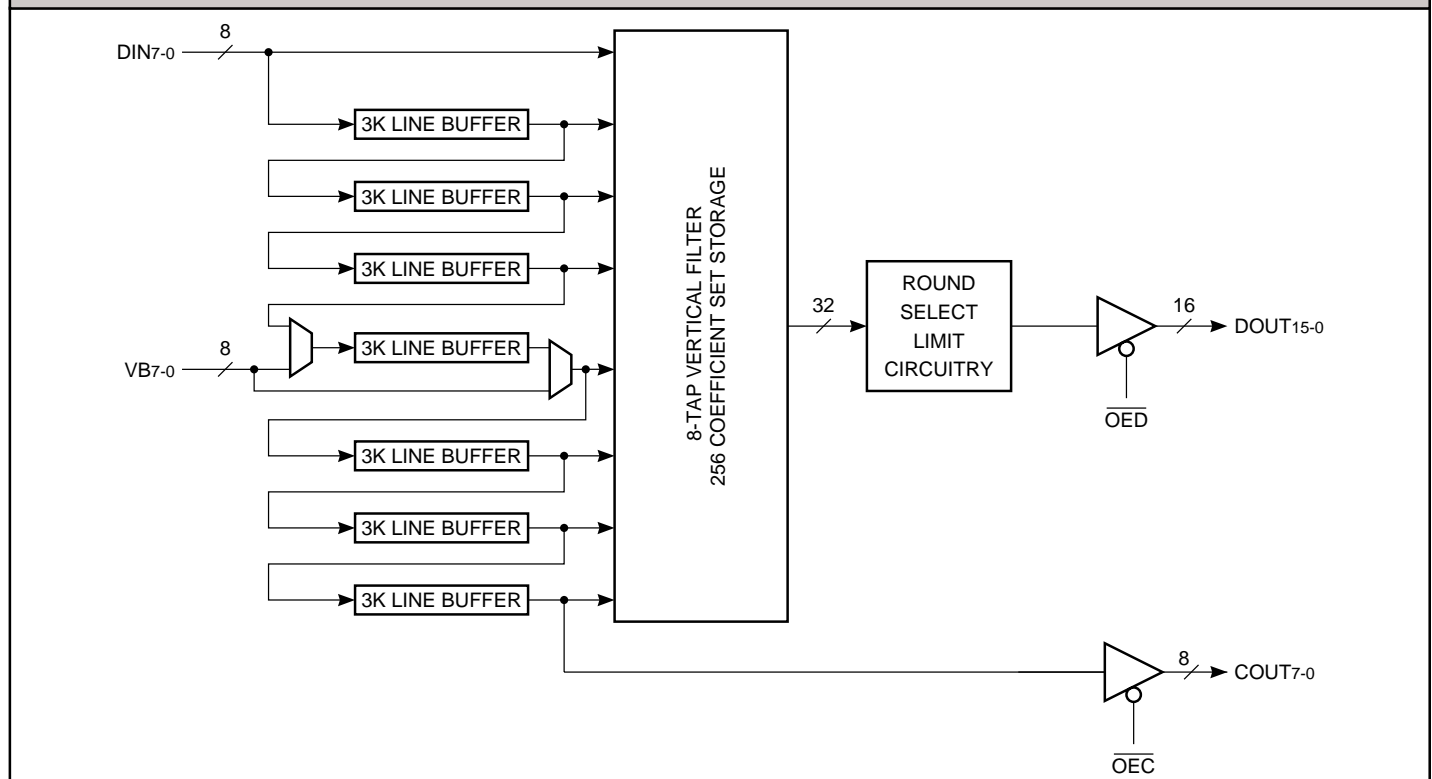 8
DIN7-0
3K LINE BUFFER
3K LINE BUFFER
3K LINE BUFFER
8
VB7-0
3K LINE BUFFER
3K LINE BUFFER
3K LINE BUFFER
3K LINE BUFFER
8-TAP VERTICAL FILTER
256 COEFFICIENT SET STORAGE
32
ROUND
SELECT
LIMIT
CIRCUITRY
16
DOUT15-0
OED
8
COUT7-0
OEC